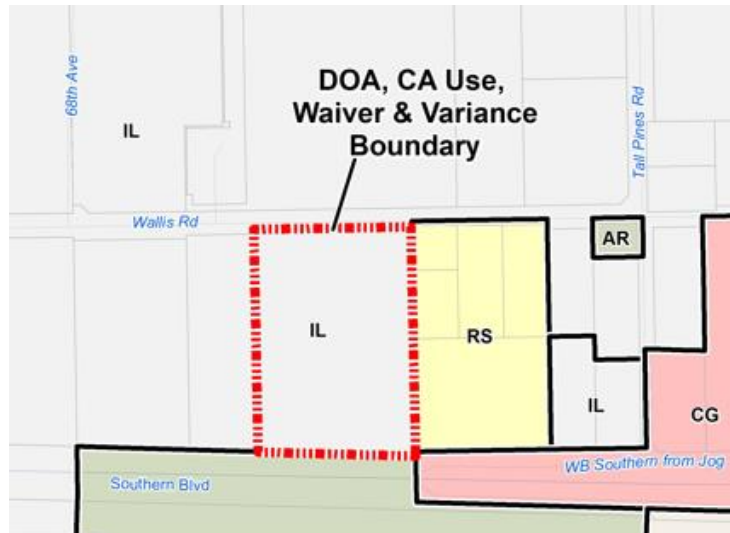 DOA, CA Use,
Waiver & Variance
Boundary
68th Ave
IL
Tall Pines Rd
Wallis Rd
AR
IL
RS
IL
CG
WB Southern from Jog
Southern Blvd